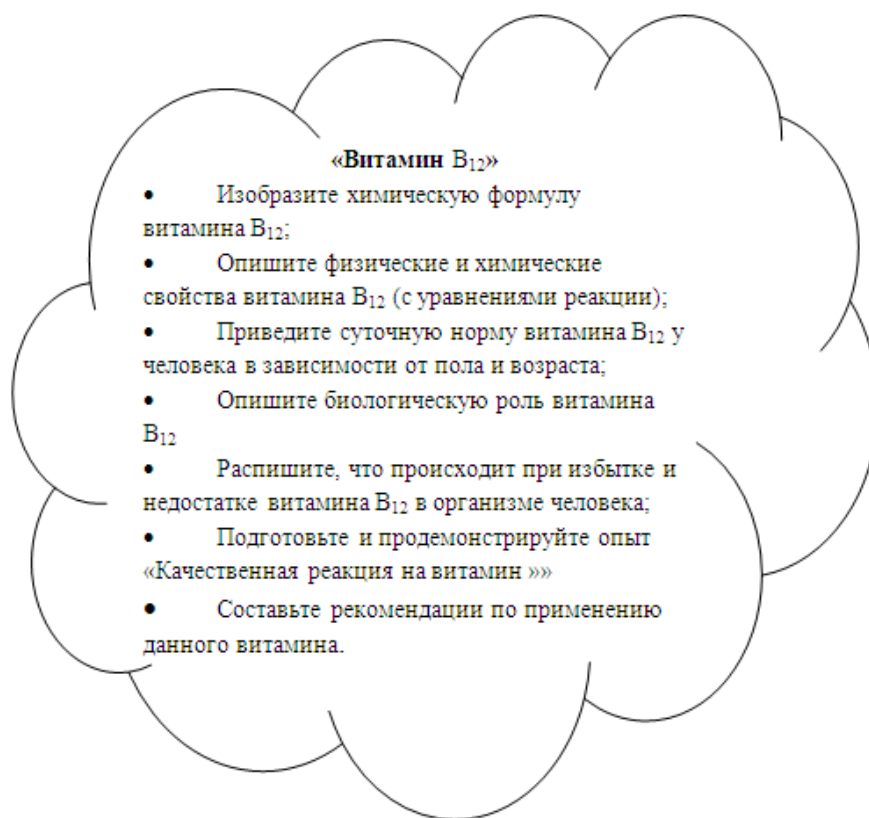 «Витамин B₁₂»
• Изобразите химическую формулу
витамина B₁₂;
• Опишите физические и химические
свойства витамина B₁₂ (с уравнениями реакции);
• Приведите суточную норму витамина B₁₂ у
человека в зависимости от пола и возраста;
• Опишите биологическую роль витамина
B₁₂
• Распишите, что происходит при избытке и
недостатке витамина B₁₂ в организме человека;
• Подготовьте и продемонстрируйте опыт
«Качественная реакция на витамин »»
• Составьте рекомендации по применению
данного витамина.